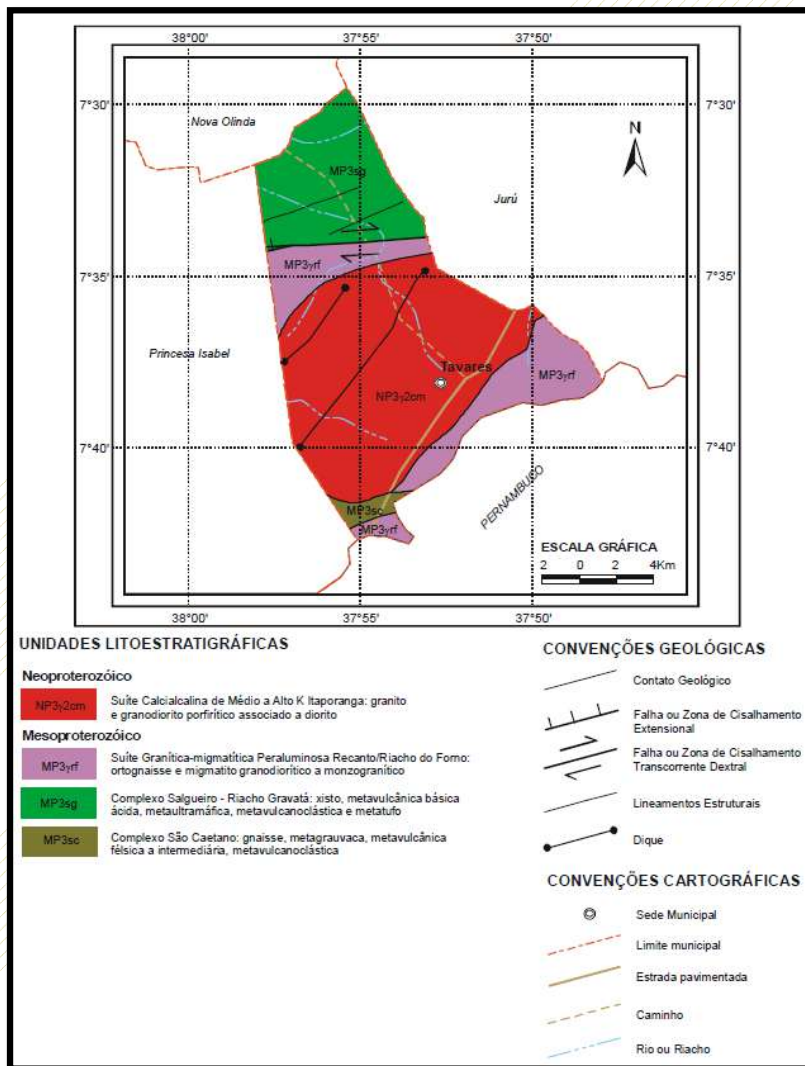 38°00'
37°55'
37°50'
7°30'
7°30'
Nova Olinda
N
MP3sg
Jurú
7°35'
7°35'
MP3γrf
Princesa Isabel
Tavares
MP3γrf
NP3γ2cm
7°40'
7°40'
PERNAMBUCO
MP3sc
MP3γrf
ESCALA GRÁFICA
2 0 2 4Km
38°00'
37°55'
37°50'
UNIDADES LITOESTRATIGRÁFICAS
Neoproterozóico
NP3γ2cm
Suíte Calcialcalina de Médio a Alto K Itaporanga: granito
e granodiorito porfirítico associado a diorito
Mesoproterozóico
MP3γrf
Suíte Granítica-migmatítica Peraluminosa Recanto/Riacho do Forno:
ortognaisse e migmatito granodiorítico a monzogranítico
MP3sg
Complexo Salgueiro - Riacho Gravatá: xisto, metavulcânica básica
ácida, metaultramáfica, metavulcanoclástica e metatufo
MP3sc
Complexo São Caetano: gnaisse, metagrauvaca, metavulcânica
félsica a intermediária, metavulcanoclástica
CONVENÇÕES GEOLÓGICAS
Contato Geológico
Falha ou Zona de Cisalhamento
Extensional
Falha ou Zona de Cisalhamento
Transcorrente Dextral
Lineamentos Estruturais
Dique
CONVENÇÕES CARTOGRÁFICAS
Sede Municipal
Limite municipal
Estrada pavimentada
Caminho
Rio ou Riacho